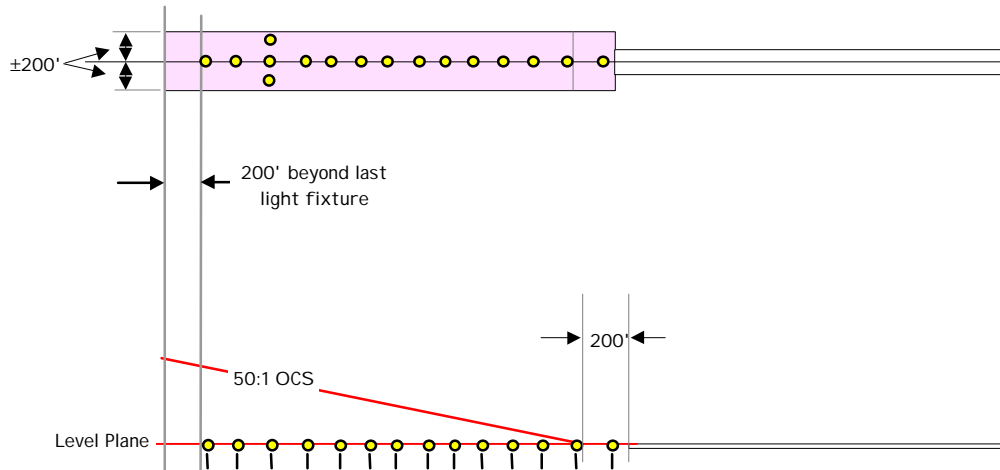 ±200'
200' beyond last
light fixture
200'
50:1 OCS
Level Plane